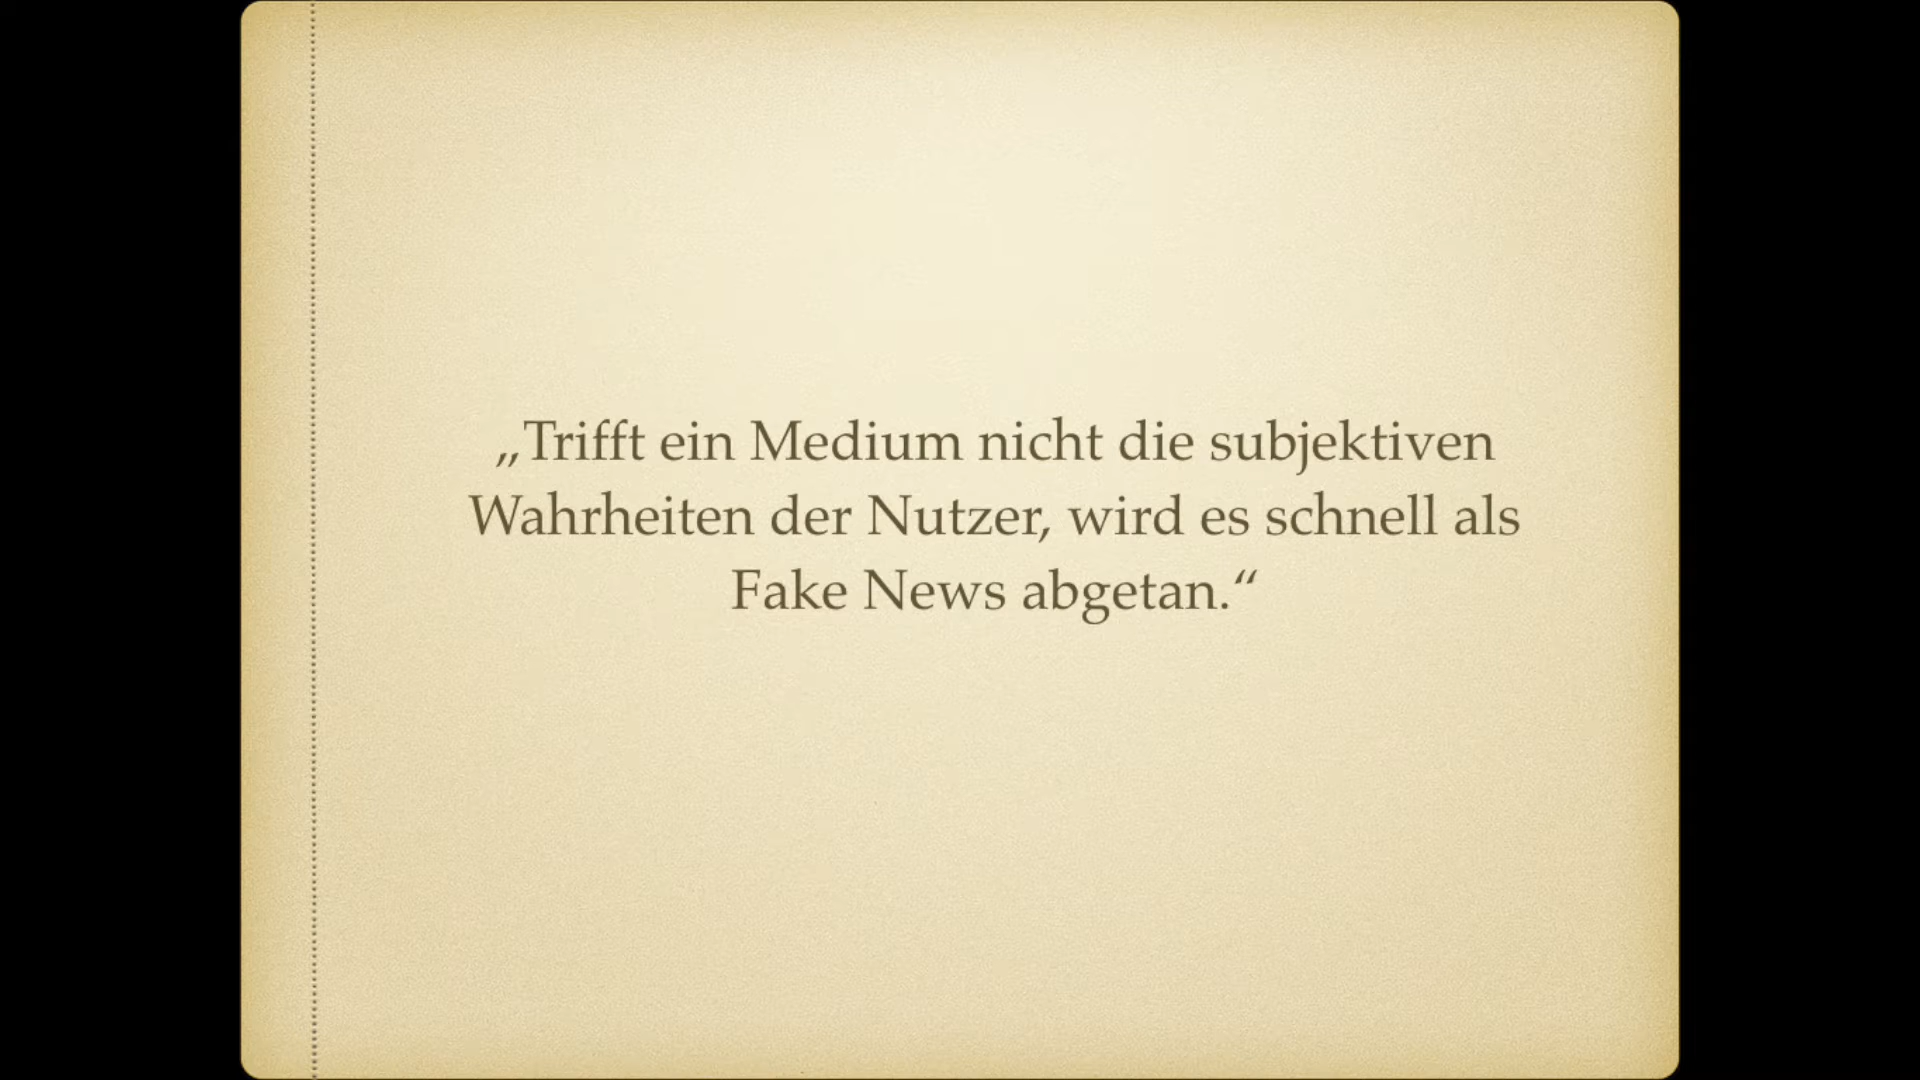 „Trifft ein Medium nicht die subjektiven
Wahrheiten der Nutzer, wird es schnell als
Fake News abgetan.“